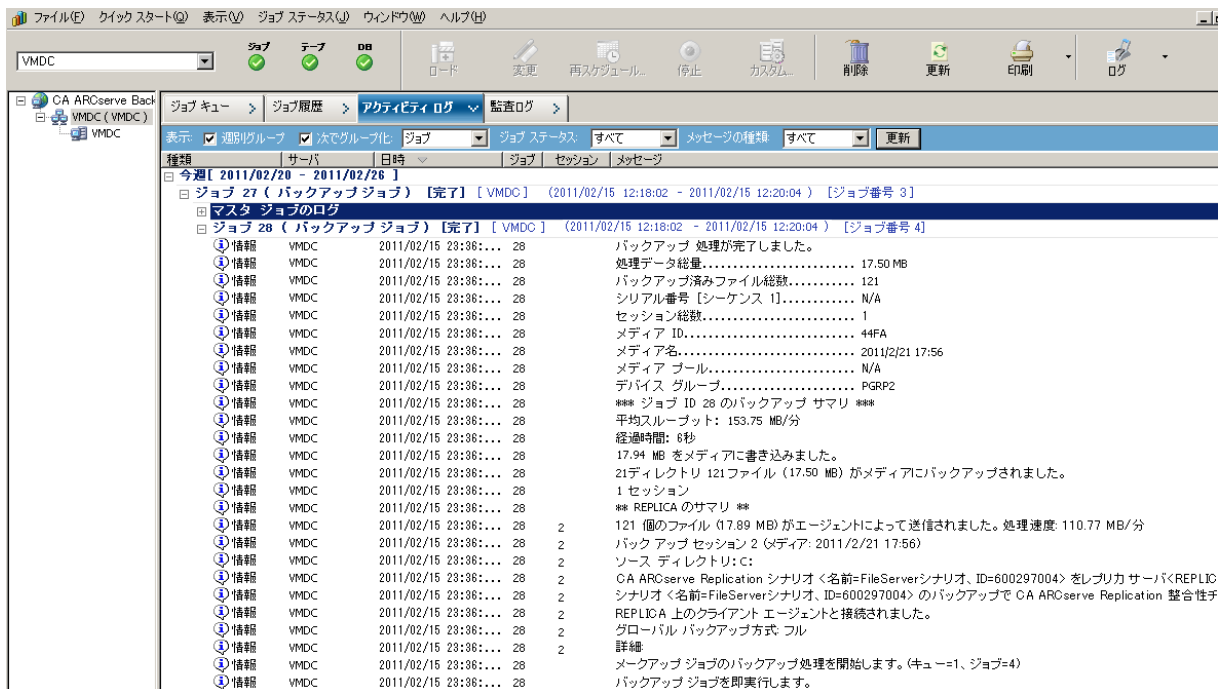 ファイル(F) クイック スタート(Q) 表示(V) ジョブ ステータス(J) ウィンドウ(W) ヘルプ(H)
VMDC ジョブ テープ DB ロード 変更 再スケジュール... 停止 カスタム... 削除 更新 印刷 ログ
CA ARCserve Back
VMDC ( VMDC )
VMDC
ジョブ キュー > ジョブ履歴 > アクティビティ ログ 監査ログ >
表示: 週別グループ 次でグループ化: ジョブ ジョブ ステータス: すべて メッセージの種類: すべて 更新
種類 サーバ 日時 ジョブ セッション メッセージ
今週[ 2011/02/20 - 2011/02/26 ]
ジョブ 27 ( バックアップ ジョブ ) [完了] [ VMDC ] (2011/02/15 12:18:02 - 2011/02/15 12:20:04 ) [ジョブ番号 3]
マスタ ジョブのログ
ジョブ 28 ( バックアップ ジョブ ) [完了] [ VMDC ] (2011/02/15 12:18:02 - 2011/02/15 12:20:04 ) [ジョブ番号 4]
情報 VMDC 2011/02/15 23:36:... 28 バックアップ 処理が完了しました。
情報 VMDC 2011/02/15 23:36:... 28 処理データ総量......................... 17.50 MB
情報 VMDC 2011/02/15 23:36:... 28 バックアップ済みファイル総数........... 121
情報 VMDC 2011/02/15 23:36:... 28 シリアル番号 [シーケンス 1]............ N/A
情報 VMDC 2011/02/15 23:36:... 28 セッション総数......................... 1
情報 VMDC 2011/02/15 23:36:... 28 メディア ID............................ 44FA
情報 VMDC 2011/02/15 23:36:... 28 メディア名............................. 2011/2/21 17:56
情報 VMDC 2011/02/15 23:36:... 28 メディア プール........................ N/A
情報 VMDC 2011/02/15 23:36:... 28 デバイス グループ...................... PGRP2
情報 VMDC 2011/02/15 23:36:... 28 *** ジョブ ID 28 のバックアップ サマリ ***
情報 VMDC 2011/02/15 23:36:... 28 平均スループット: 153.75 MB/分
情報 VMDC 2011/02/15 23:36:... 28 経過時間: 6秒
情報 VMDC 2011/02/15 23:36:... 28 17.94 MB をメディアに書き込みました。
情報 VMDC 2011/02/15 23:36:... 28 21ディレクトリ 121ファイル (17.50 MB) がメディアにバックアップされました。
情報 VMDC 2011/02/15 23:36:... 28 1 セッション
情報 VMDC 2011/02/15 23:36:... 28 ** REPLICA のサマリ **
情報 VMDC 2011/02/15 23:36:... 28 2 121 個のファイル (17.89 MB) がエージェントによって送信されました。処理速度: 110.77 MB/分
情報 VMDC 2011/02/15 23:36:... 28 2 バック アップ セッション 2 (メディア: 2011/2/21 17:56)
情報 VMDC 2011/02/15 23:36:... 28 2 ソース ディレクトリ: C:
情報 VMDC 2011/02/15 23:36:... 28 2 CA ARCserve Replication シナリオ <名前=FileServerシナリオ、ID=600297004> をレプリカ サーバ<REPLIC
情報 VMDC 2011/02/15 23:36:... 28 2 シナリオ <名前=FileServerシナリオ、ID=600297004> のバックアップで CA ARCserve Replication 整合性チ
情報 VMDC 2011/02/15 23:36:... 28 2 REPLICA 上のクライアント エージェントと接続されました。
情報 VMDC 2011/02/15 23:36:... 28 2 グローバル バックアップ方式: フル
情報 VMDC 2011/02/15 23:36:... 28 2 詳細:
情報 VMDC 2011/02/15 23:36:... 28 メークアップ ジョブのバックアップ処理を開始します。(キュー=1、ジョブ=4)
情報 VMDC 2011/02/15 23:36:... 28 バックアップ ジョブを即実行します。